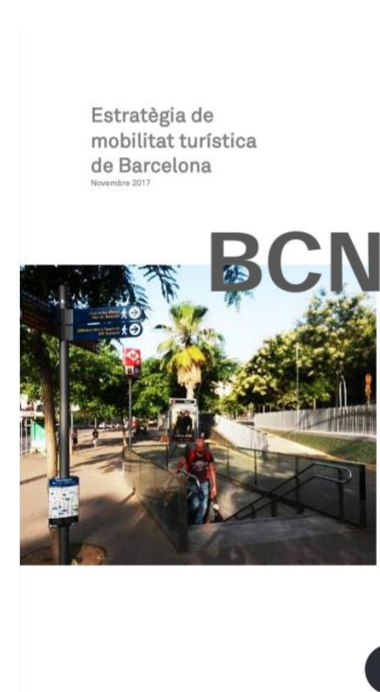 Estratègia de
mobilitat turística
de Barcelona
Novembre 2017
BCN